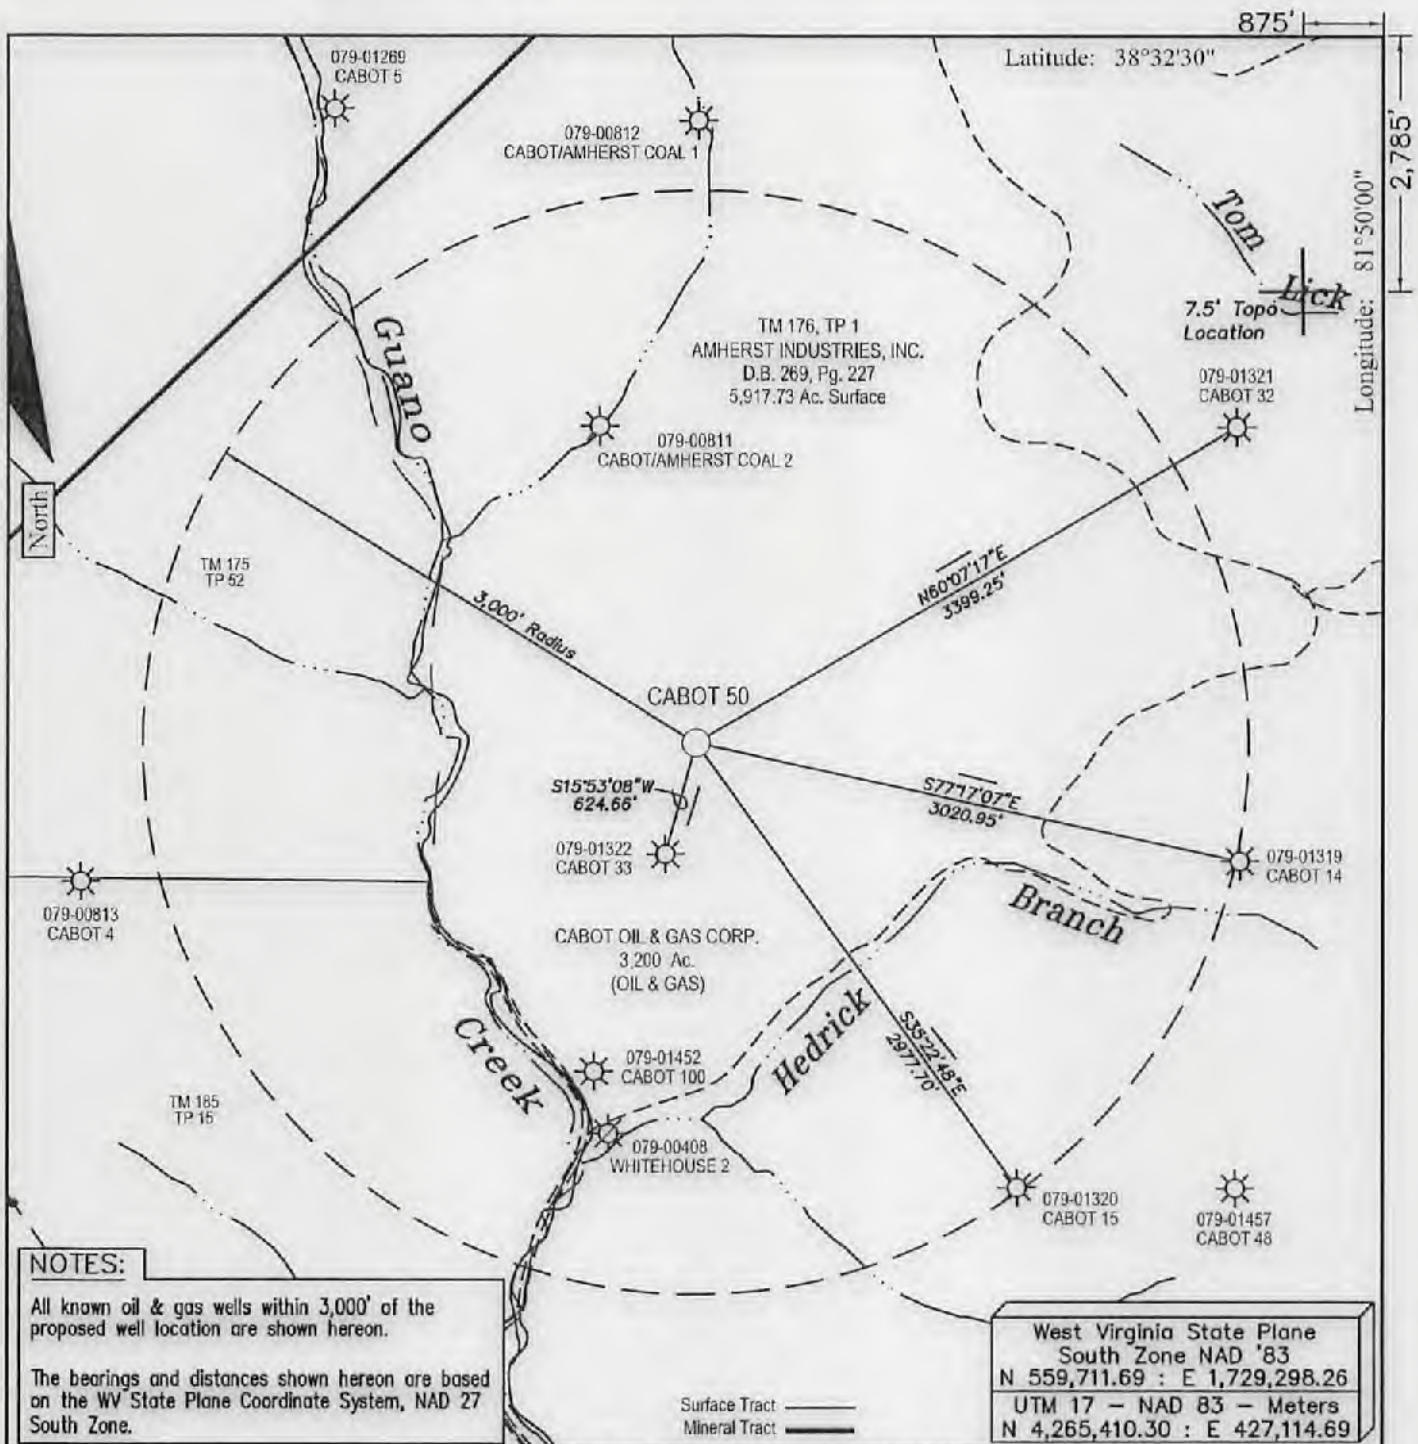 875'
Latitude: 38°32'30"
2,785'
Longitude: 81°50'00"
079-01269
CABOT 5
079-00812
CABOT/AMHERST COAL 1
Tom
Lick
7.5' Topo
Location
Guano
TM 176, TP 1
AMHERST INDUSTRIES, INC.
D.B. 269, Pg. 227
5,917.73 Ac. Surface
079-01321
CABOT 32
079-00811
CABOT/AMHERST COAL 2
North
TM 175
TP 52
3,000' Radius
N60°07'17"E
3399.25'
CABOT 50
S15°53'08"W
624.66'
S77°17'07"E
3020.95'
079-01322
CABOT 33
079-01319
CABOT 14
079-00813
CABOT 4
Branch
CABOT OIL & GAS CORP.
3,200 Ac.
(OIL & GAS)
Hedrick
S35°22'48"E
2977.70'
Creek
079-01452
CABOT 100
TM 185
TP 15
079-00408
WHITEHOUSE 2
079-01320
CABOT 15
079-01457
CABOT 48
NOTES:
All known oil & gas wells within 3,000' of the
proposed well location are shown hereon.
The bearings and distances shown hereon are based
on the WV State Plane Coordinate System, NAD 27
South Zone.
Surface Tract
Mineral Tract
West Virginia State Plane
South Zone NAD '83
N 559,711.69 : E 1,729,298.26
UTM 17 - NAD 83 - Meters
N 4,265,410.30 : E 427,114.69